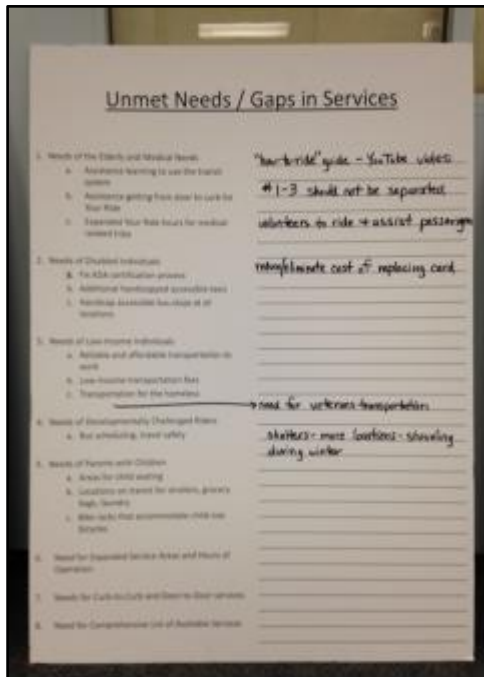 Unmet Needs / Gaps in Services
1. Needs of the Elderly and Medical Needs
a. Assistance learning to use the transit
system
b. Assistance getting from door to curb for
Your Ride
c. Expanded Your Ride hours for medical
related trips
2. Needs of Disabled Individuals
a. Fix ADA certification process
b. Additional handicapped accessible taxis
c. Handicap accessible bus stops at all
locations
3. Needs of Low-Income Individuals
a. Reliable and affordable transportation to
work
b. Low-income transportation fees
c. Transportation for the homeless
4. Needs of Developmentally Challenged Riders
a. Bus scheduling, travel safety
5. Needs of Parents with Children
a. Areas for child seating
b. Locations on transit for strollers, grocery
bags, laundry
c. Bike racks that accommodate child size
bicycles
6. Need for Expanded Service Areas and Hours of
Operation
7. Needs for Curb-to-Curb and Door-to-Door services
8. Need for Comprehensive List of Available Services
"how-to-ride" guide - YouTube videos
#1-3 should not be separated
volunteers to ride + assist passengers
cost of replacing card
need for veterans transportation
shelters - more locations - shoveling
during winter